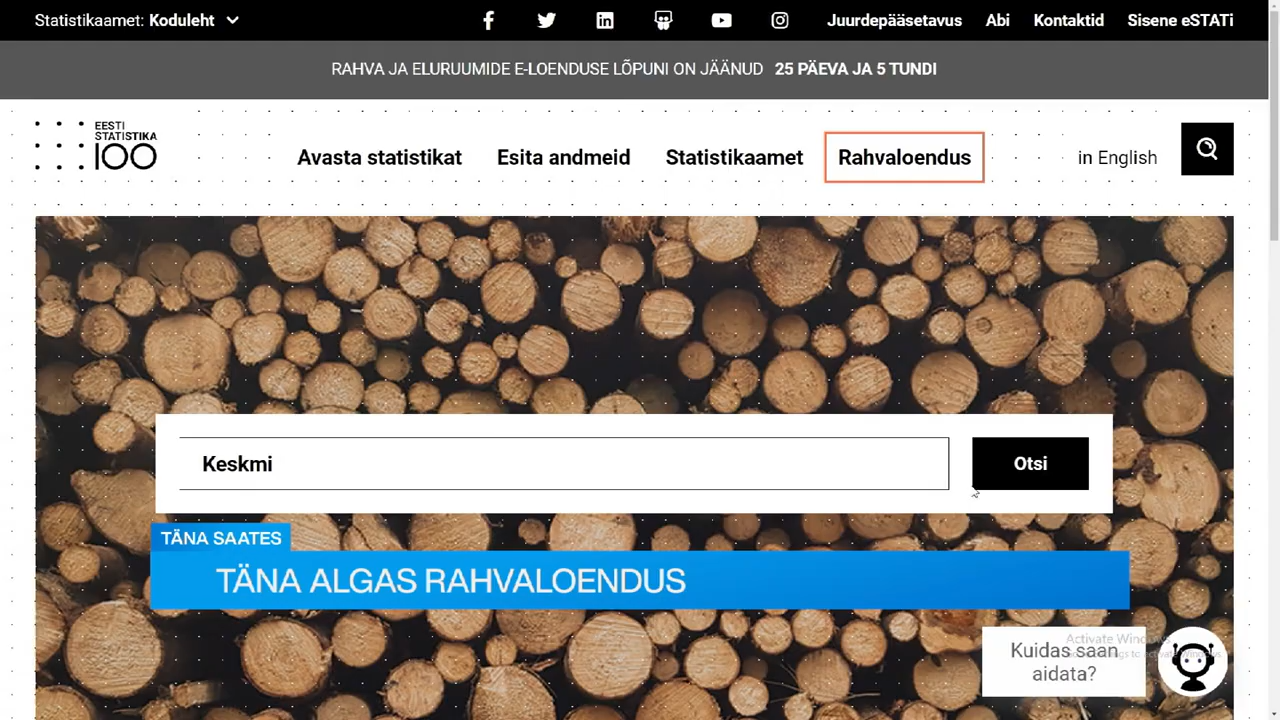 Statistikaamet: Koduleht
Juurdepääsetavus
Abi
Kontaktid
Sisene eSTATi
RAHVA JA ELURUUMIDE E-LOENDUSE LÕPUNI ON JÄÄNUD 25 PÄEVA JA 5 TUNDI
EESTI
STATISTIKA
100
Avasta statistikat
Esita andmeid
Statistikaamet
Rahvaloendus
in English
Keskmi
Otsi
TÄNA SAATES
TÄNA ALGAS RAHVALOENDUS
Activate Windows
Kuidas saan
aidata?